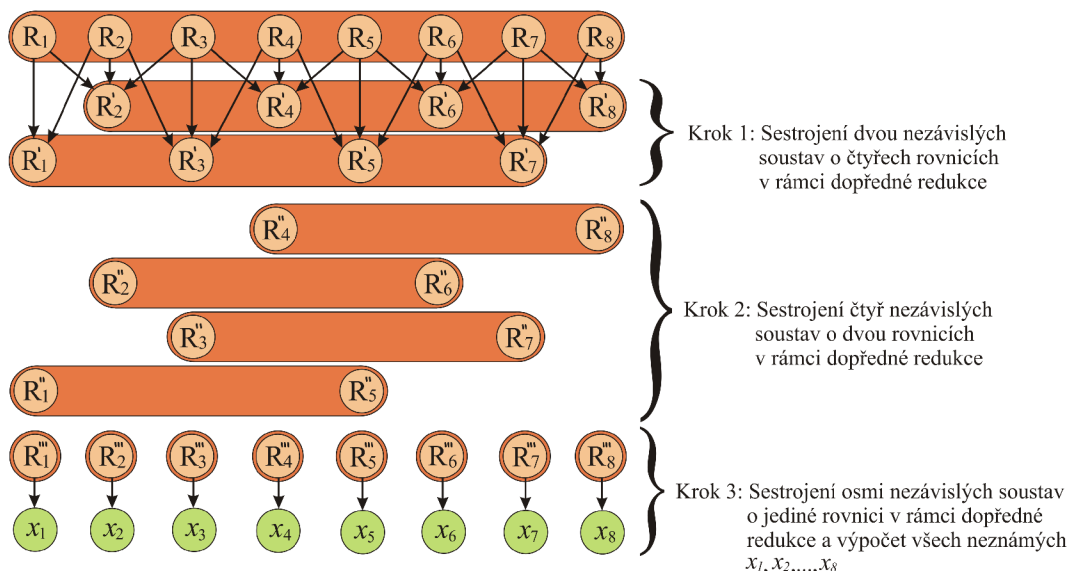 R1 R2 R3 R4 R5 R6 R7 R8
R'2 R'4 R'6 R'8
R'1 R'3 R'5 R'7
Krok 1: Sestrojení dvou nezávislých
soustav o čtyřech rovnicích
v rámci dopředné redukce
R''4 R''8
R''2 R''6
R''3 R''7
R''1 R''5
Krok 2: Sestrojení čtyř nezávislých
soustav o dvou rovnicích
v rámci dopředné redukce
R'''1 R'''2 R'''3 R'''4 R'''5 R'''6 R'''7 R'''8
x1 x2 x3 x4 x5 x6 x7 x8
Krok 3: Sestrojení osmi nezávislých soustav
o jediné rovnici v rámci dopředné
redukce a výpočet všech neznámých
x1, x2,...., x8